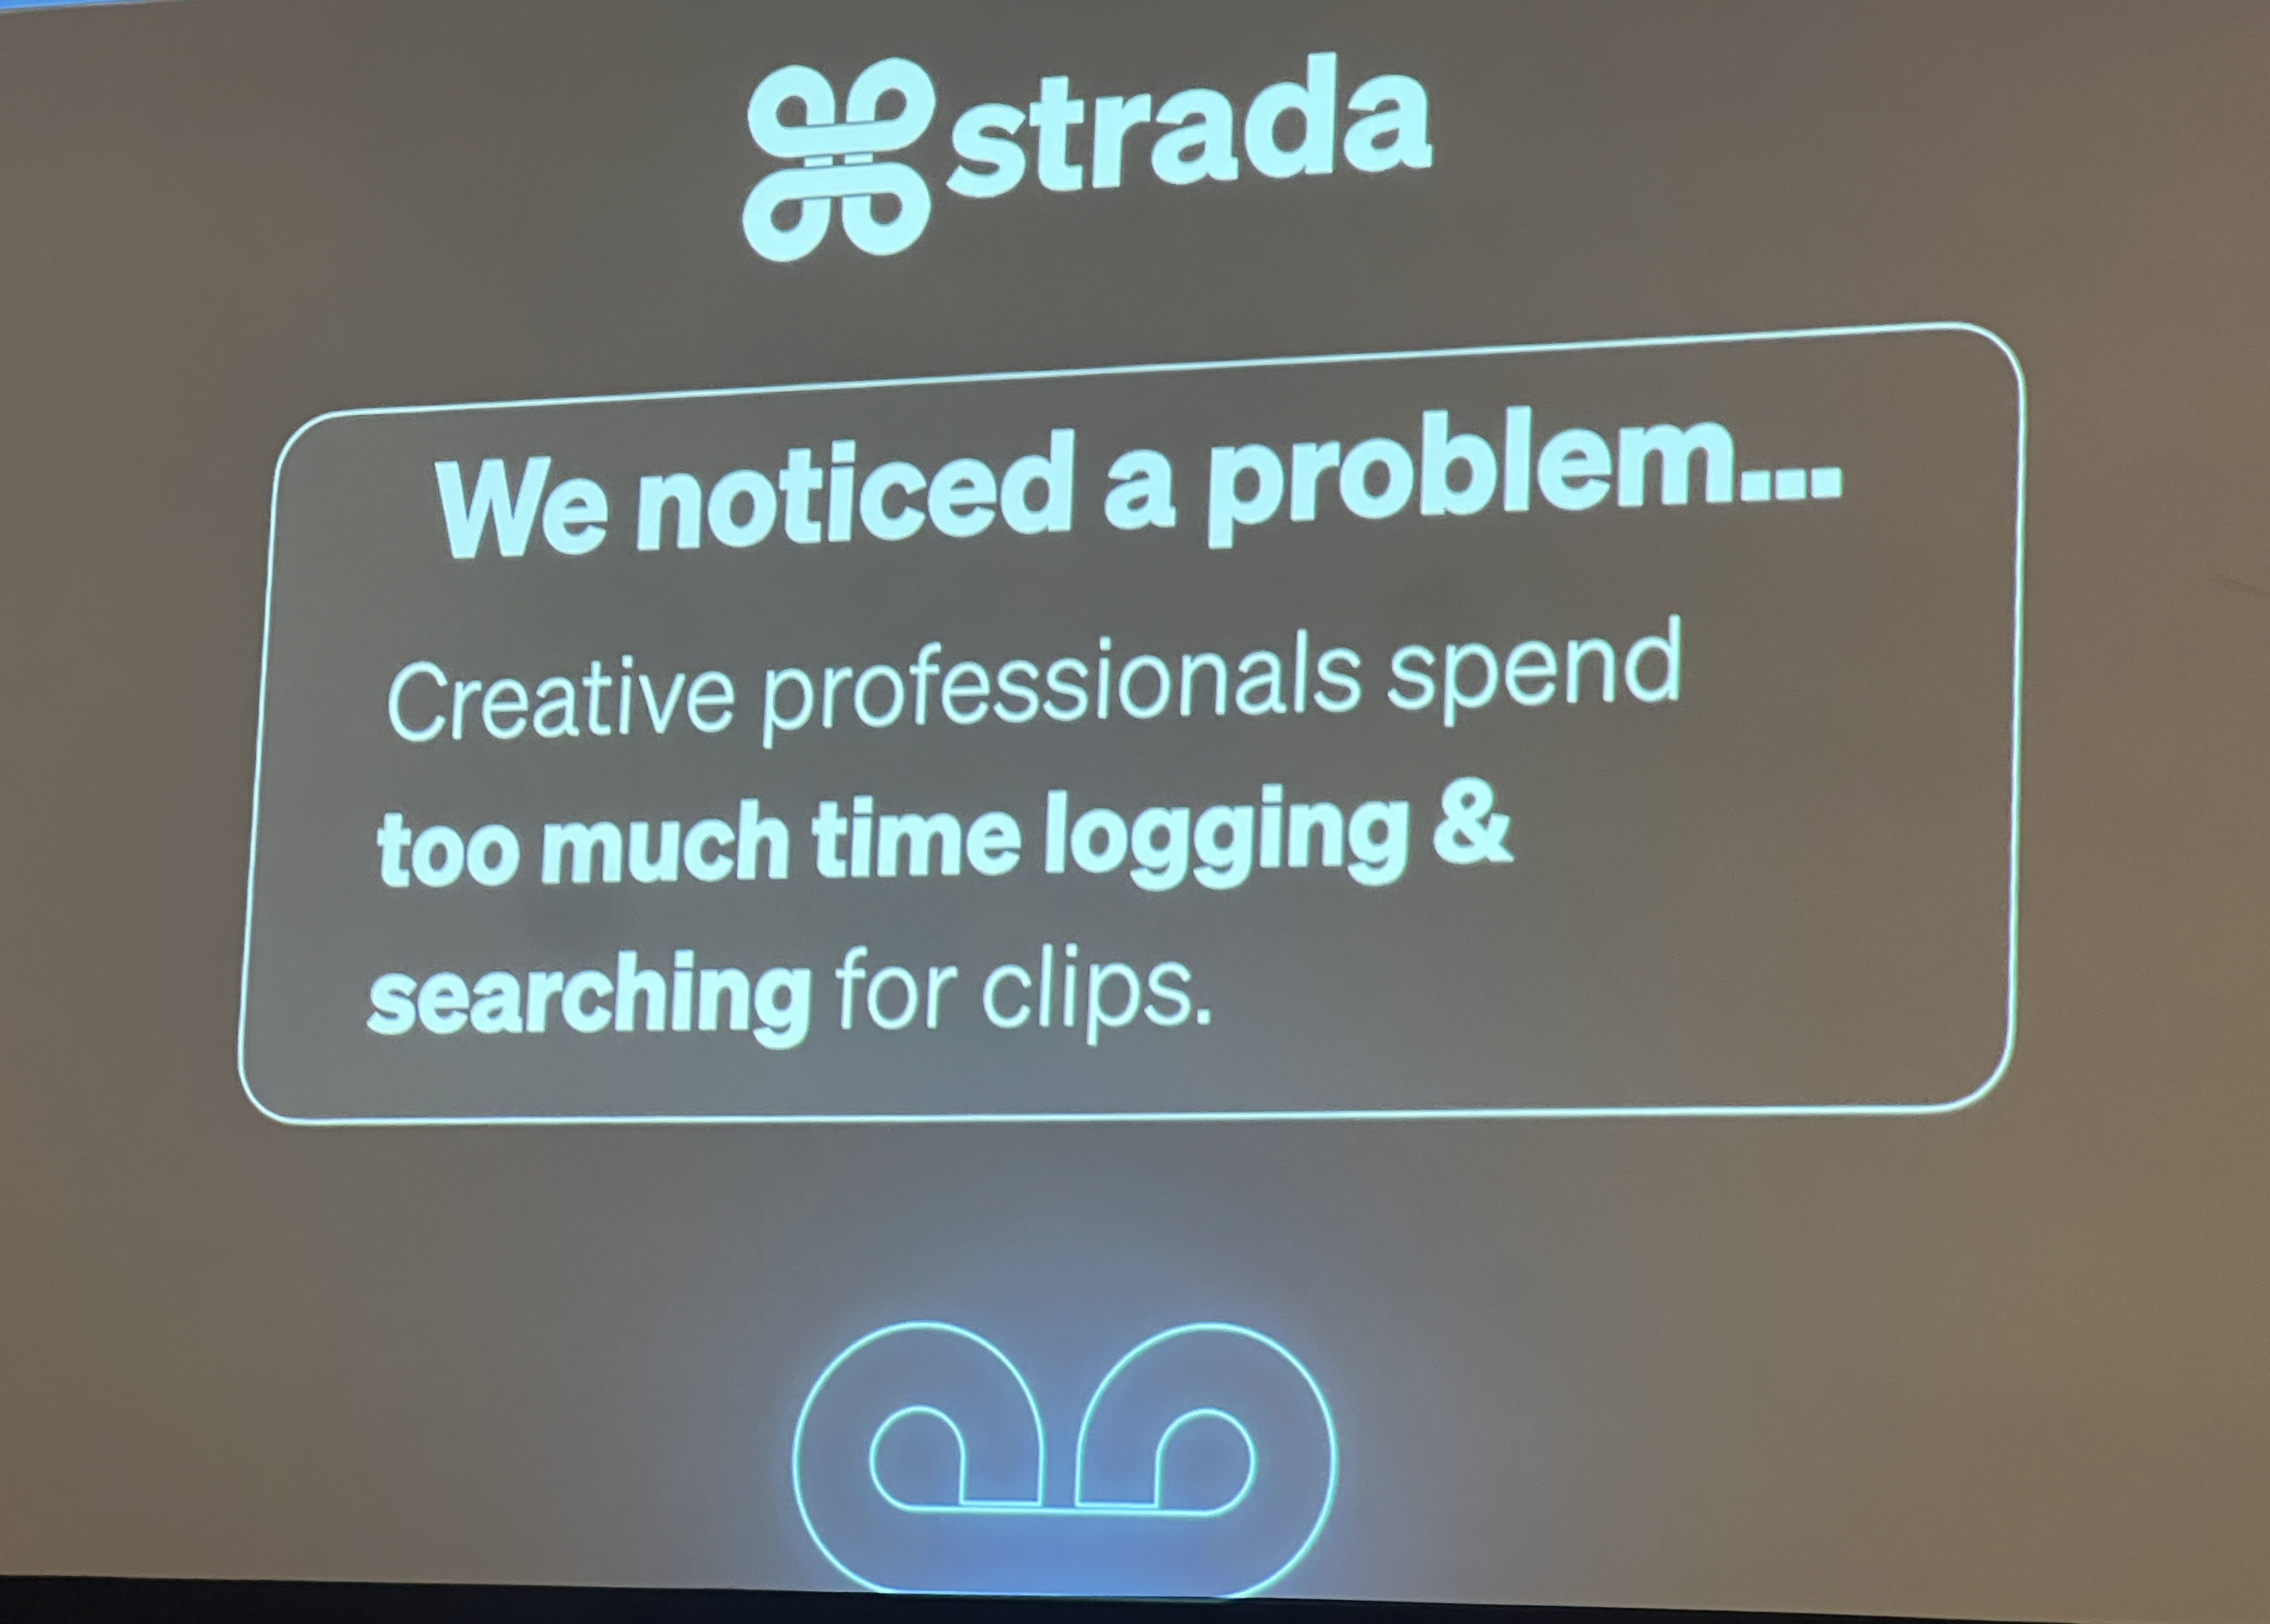 strada
We noticed a problem...
Creative professionals spend
too much time logging &
searching for clips.